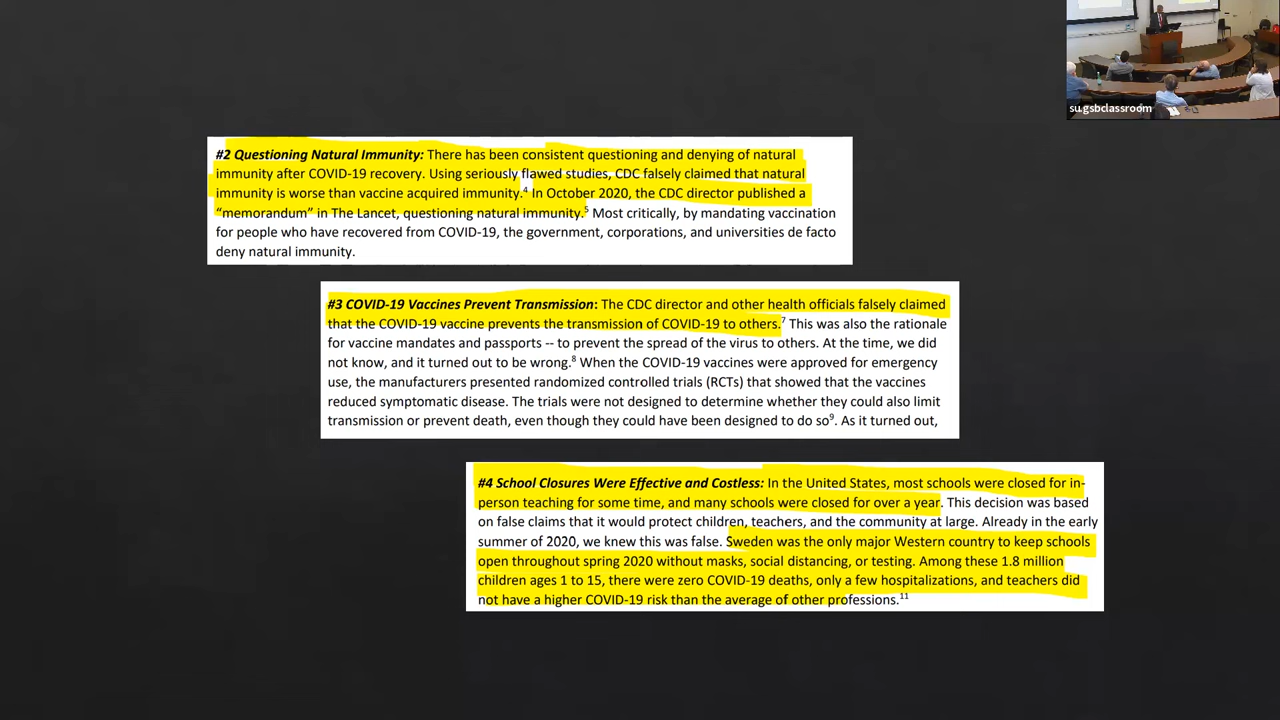 su.gsbclassroom
#2 Questioning Natural Immunity: There has been consistent questioning and denying of natural
immunity after COVID-19 recovery. Using seriously flawed studies, CDC falsely claimed that natural
immunity is worse than vaccine acquired immunity.4 In October 2020, the CDC director published a
“memorandum” in The Lancet, questioning natural immunity.5 Most critically, by mandating vaccination
for people who have recovered from COVID-19, the government, corporations, and universities de facto
deny natural immunity.
#3 COVID-19 Vaccines Prevent Transmission: The CDC director and other health officials falsely claimed
that the COVID-19 vaccine prevents the transmission of COVID-19 to others.7 This was also the rationale
for vaccine mandates and passports -- to prevent the spread of the virus to others. At the time, we did
not know, and it turned out to be wrong.8 When the COVID-19 vaccines were approved for emergency
use, the manufacturers presented randomized controlled trials (RCTs) that showed that the vaccines
reduced symptomatic disease. The trials were not designed to determine whether they could also limit
transmission or prevent death, even though they could have been designed to do so9. As it turned out,
#4 School Closures Were Effective and Costless: In the United States, most schools were closed for in-
person teaching for some time, and many schools were closed for over a year. This decision was based
on false claims that it would protect children, teachers, and the community at large. Already in the early
summer of 2020, we knew this was false. Sweden was the only major Western country to keep schools
open throughout spring 2020 without masks, social distancing, or testing. Among these 1.8 million
children ages 1 to 15, there were zero COVID-19 deaths, only a few hospitalizations, and teachers did
not have a higher COVID-19 risk than the average of other professions.11